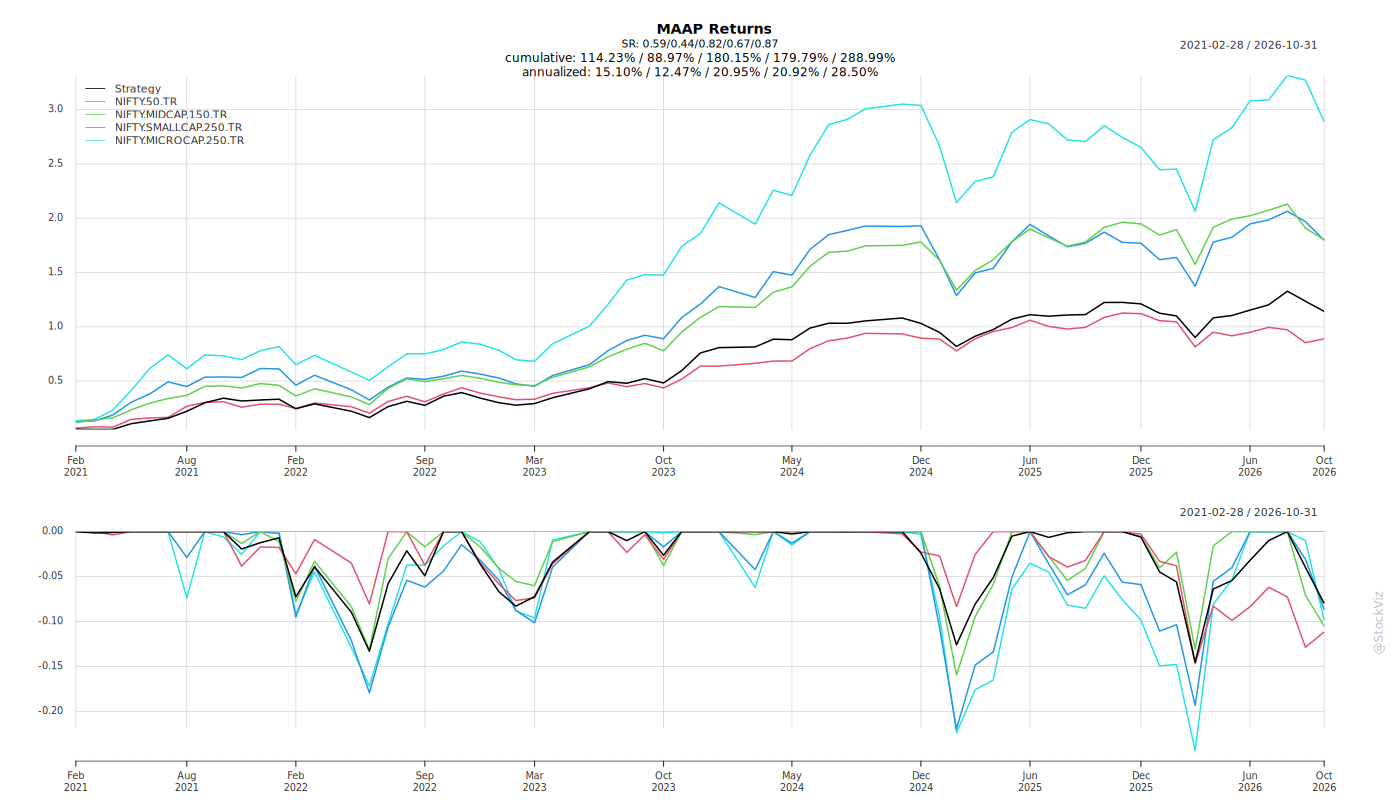 MAAP Returns
SR: 0.59/0.44/0.82/0.67/0.87
cumulative: 114.23% / 88.97% / 180.15% / 179.79% / 288.99%
annualized: 15.10% / 12.47% / 20.95% / 20.92% / 28.50%
2021-02-28 / 2026-10-31
Strategy
NIFTY.50.TR
NIFTY.MIDCAP.150.TR
NIFTY.SMALLCAP.250.TR
NIFTY.MICROCAP.250.TR
3.0
2.5
2.0
1.5
1.0
0.5
Feb Aug Feb Sep Mar Oct May Dec Jun Dec Jun Oct
2021 2021 2022 2022 2023 2023 2024 2024 2025 2025 2026 2026
2021-02-28 / 2026-10-31
0.00
-0.05
-0.10
-0.15
-0.20
Feb Aug Feb Sep Mar Oct May Dec Jun Dec Jun Oct
2021 2021 2022 2022 2023 2023 2024 2024 2025 2025 2026 2026
@StockViz